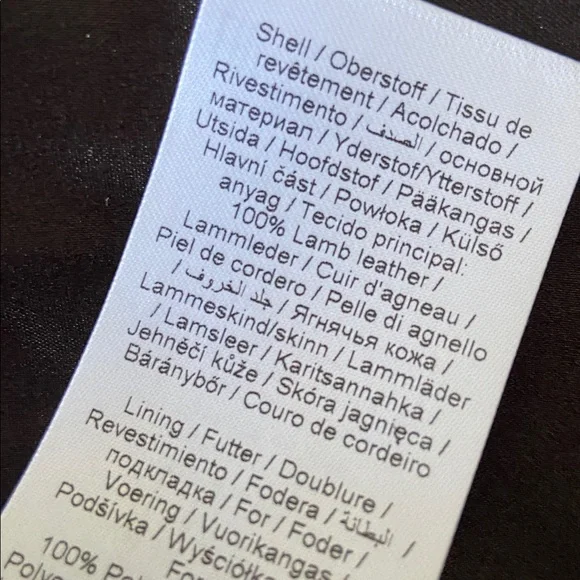 Shell / Oberstoff / Tissu de
revêtement / Acolchado /
Rivestimento / الصدف / основной
материал / Yderstof/Ytterstoff /
Utsida / Hoofdstof / Pääkangas /
Hlavní část / Powłoka / Külső
anyag / Tecido principal:
100% Lamb leather /
Lammleder / Cuir d'agneau /
Piel de cordero / Pelle di agnello
/ جلد الخروف / Ягнячья кожа /
Lammeskind/skinn / Lammläder
/ Lamsleer / Karitsannahka /
Jehněčí kůže / Skóra jagnięca /
Báránybőr / Couro de cordeiro
Lining / Futter / Doublure /
Revestimiento / Fodera / البطانة /
подкладка / For / Foder /
Voering / Vuorikangas
Podšívka / Wyściółka
100%